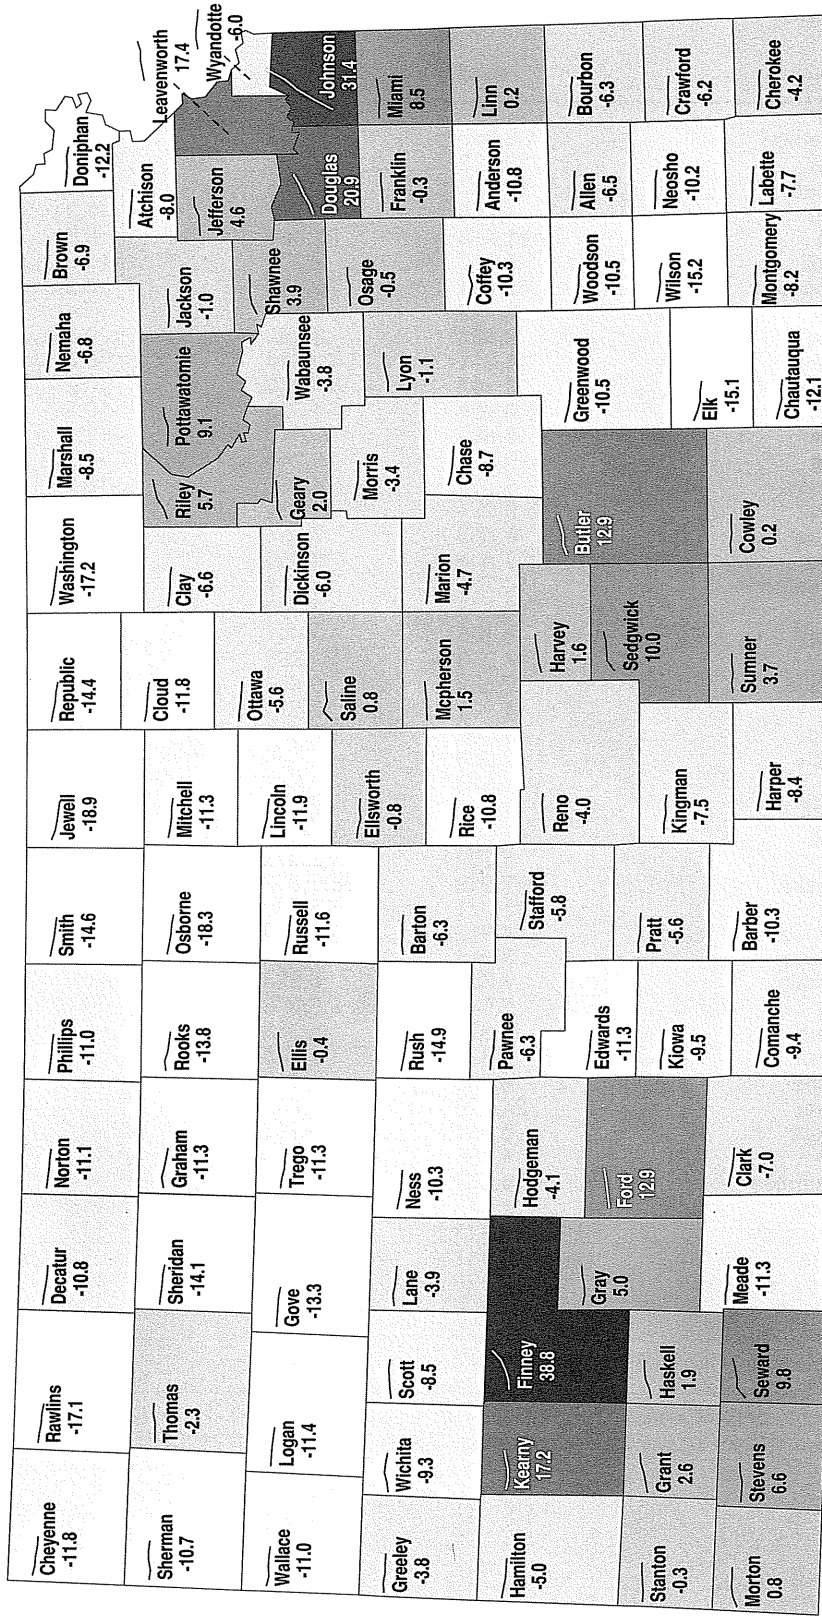 Cheyenne
-11.8
Rawlins
-17.1
Decatur
-10.8
Norton
-11.1
Phillips
-11.0
Smith
-14.6
Jewell
-18.9
Republic
-14.4
Washington
-17.2
Marshall
-8.5
Nemaha
-6.8
Brown
-6.9
Doniphan
-12.2
Sherman
-10.7
Thomas
-2.3
Sheridan
-14.1
Graham
-11.3
Rooks
-13.8
Osborne
-18.3
Mitchell
-11.3
Cloud
-11.8
Clay
-6.6
Riley
5.7
Pottawatomie
9.1
Jackson
-1.0
Atchison
-8.0
Jefferson
4.6
Leavenworth
17.4
Wyandotte
-6.0
Wallace
-11.0
Logan
-11.4
Gove
-13.3
Trego
-11.3
Ellis
-0.4
Russell
-11.6
Lincoln
-11.9
Ottawa
-5.6
Saline
0.8
Dickinson
-6.0
Geary
2.0
Wabaunsee
-3.8
Shawnee
3.9
Douglas
20.9
Johnson
31.4
Greeley
-3.8
Wichita
-9.3
Scott
-8.5
Lane
-3.9
Ness
-10.3
Rush
-14.9
Barton
-6.3
Ellsworth
-0.8
Rice
-10.8
Mcpherson
1.5
Marion
-4.7
Morris
-3.4
Chase
-8.7
Lyon
-1.1
Osage
-0.5
Franklin
-0.3
Miami
8.5
Hamilton
-5.0
Kearny
17.2
Finney
38.8
Hodgeman
-4.1
Pawnee
-6.3
Stafford
-5.8
Reno
-4.0
Harvey
1.6
Butler
12.9
Greenwood
-10.5
Coffey
-10.3
Anderson
-10.8
Linn
0.2
Gray
5.0
Ford
12.9
Edwards
-11.3
Pratt
-5.6
Kingman
-7.5
Sedgwick
10.0
Woodson
-10.5
Allen
-6.5
Bourbon
-6.3
Stanton
-0.3
Grant
2.6
Haskell
1.9
Kiowa
-9.5
Elk
-15.1
Wilson
-15.2
Neosho
-10.2
Crawford
-6.2
Morton
0.8
Stevens
6.6
Seward
9.8
Meade
-11.3
Clark
-7.0
Comanche
-9.4
Barber
-10.3
Harper
-8.4
Sumner
3.7
Cowley
0.2
Chautauqua
-12.1
Montgomery
-8.2
Labette
-7.7
Cherokee
-4.2